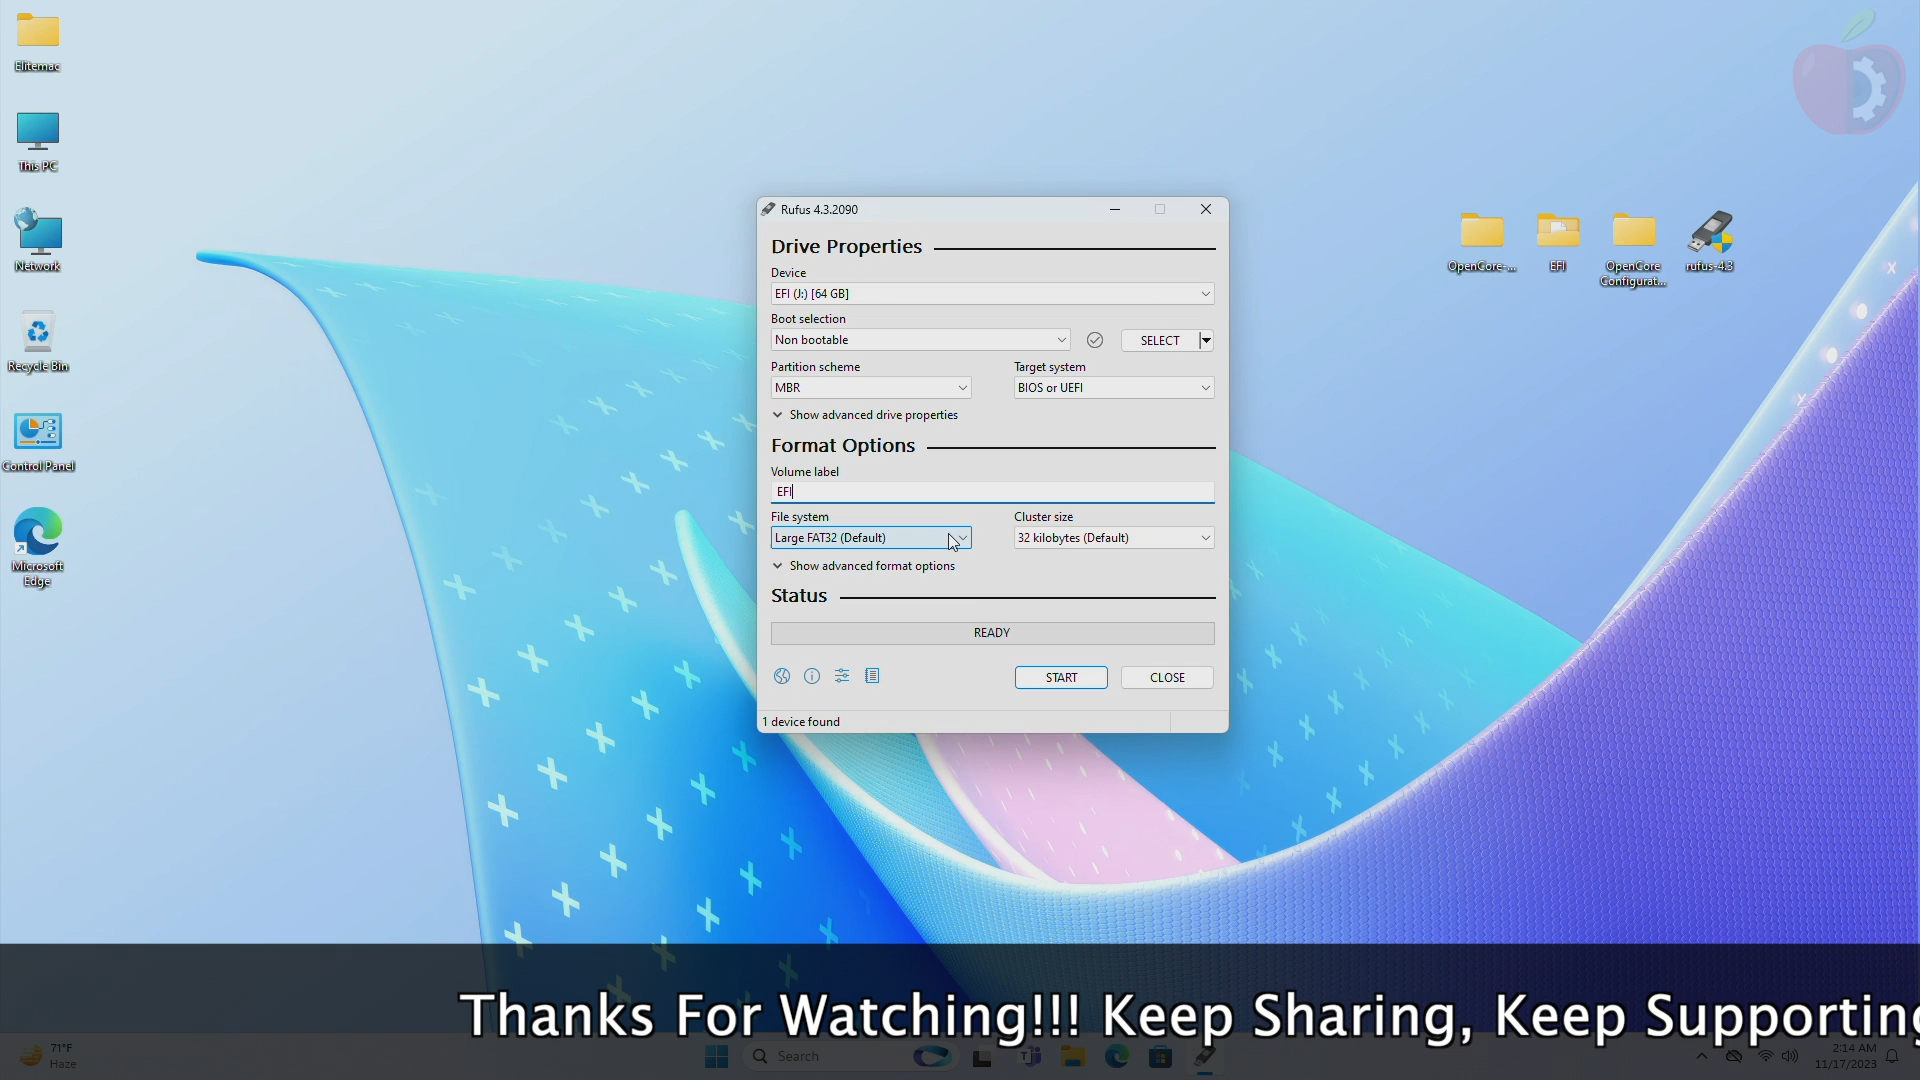 Elitemac
This PC
Network
Recycle Bin
Control Panel
Microsoft
Edge
OpenCore-...
EFI
OpenCore
Configurat...
rufus-4.3
Rufus 4.3.2090
Drive Properties
Device
EFI (J:) [64 GB]
Boot selection
Non bootable
SELECT
Partition scheme
Target system
MBR
BIOS or UEFI
Show advanced drive properties
Format Options
Volume label
EFI
File system
Cluster size
Large FAT32 (Default)
32 kilobytes (Default)
Show advanced format options
Status
READY
START
CLOSE
1 device found
Thanks For Watching!!! Keep Sharing, Keep Supporting
71°F
Haze
Search
2:14 AM
11/17/2023